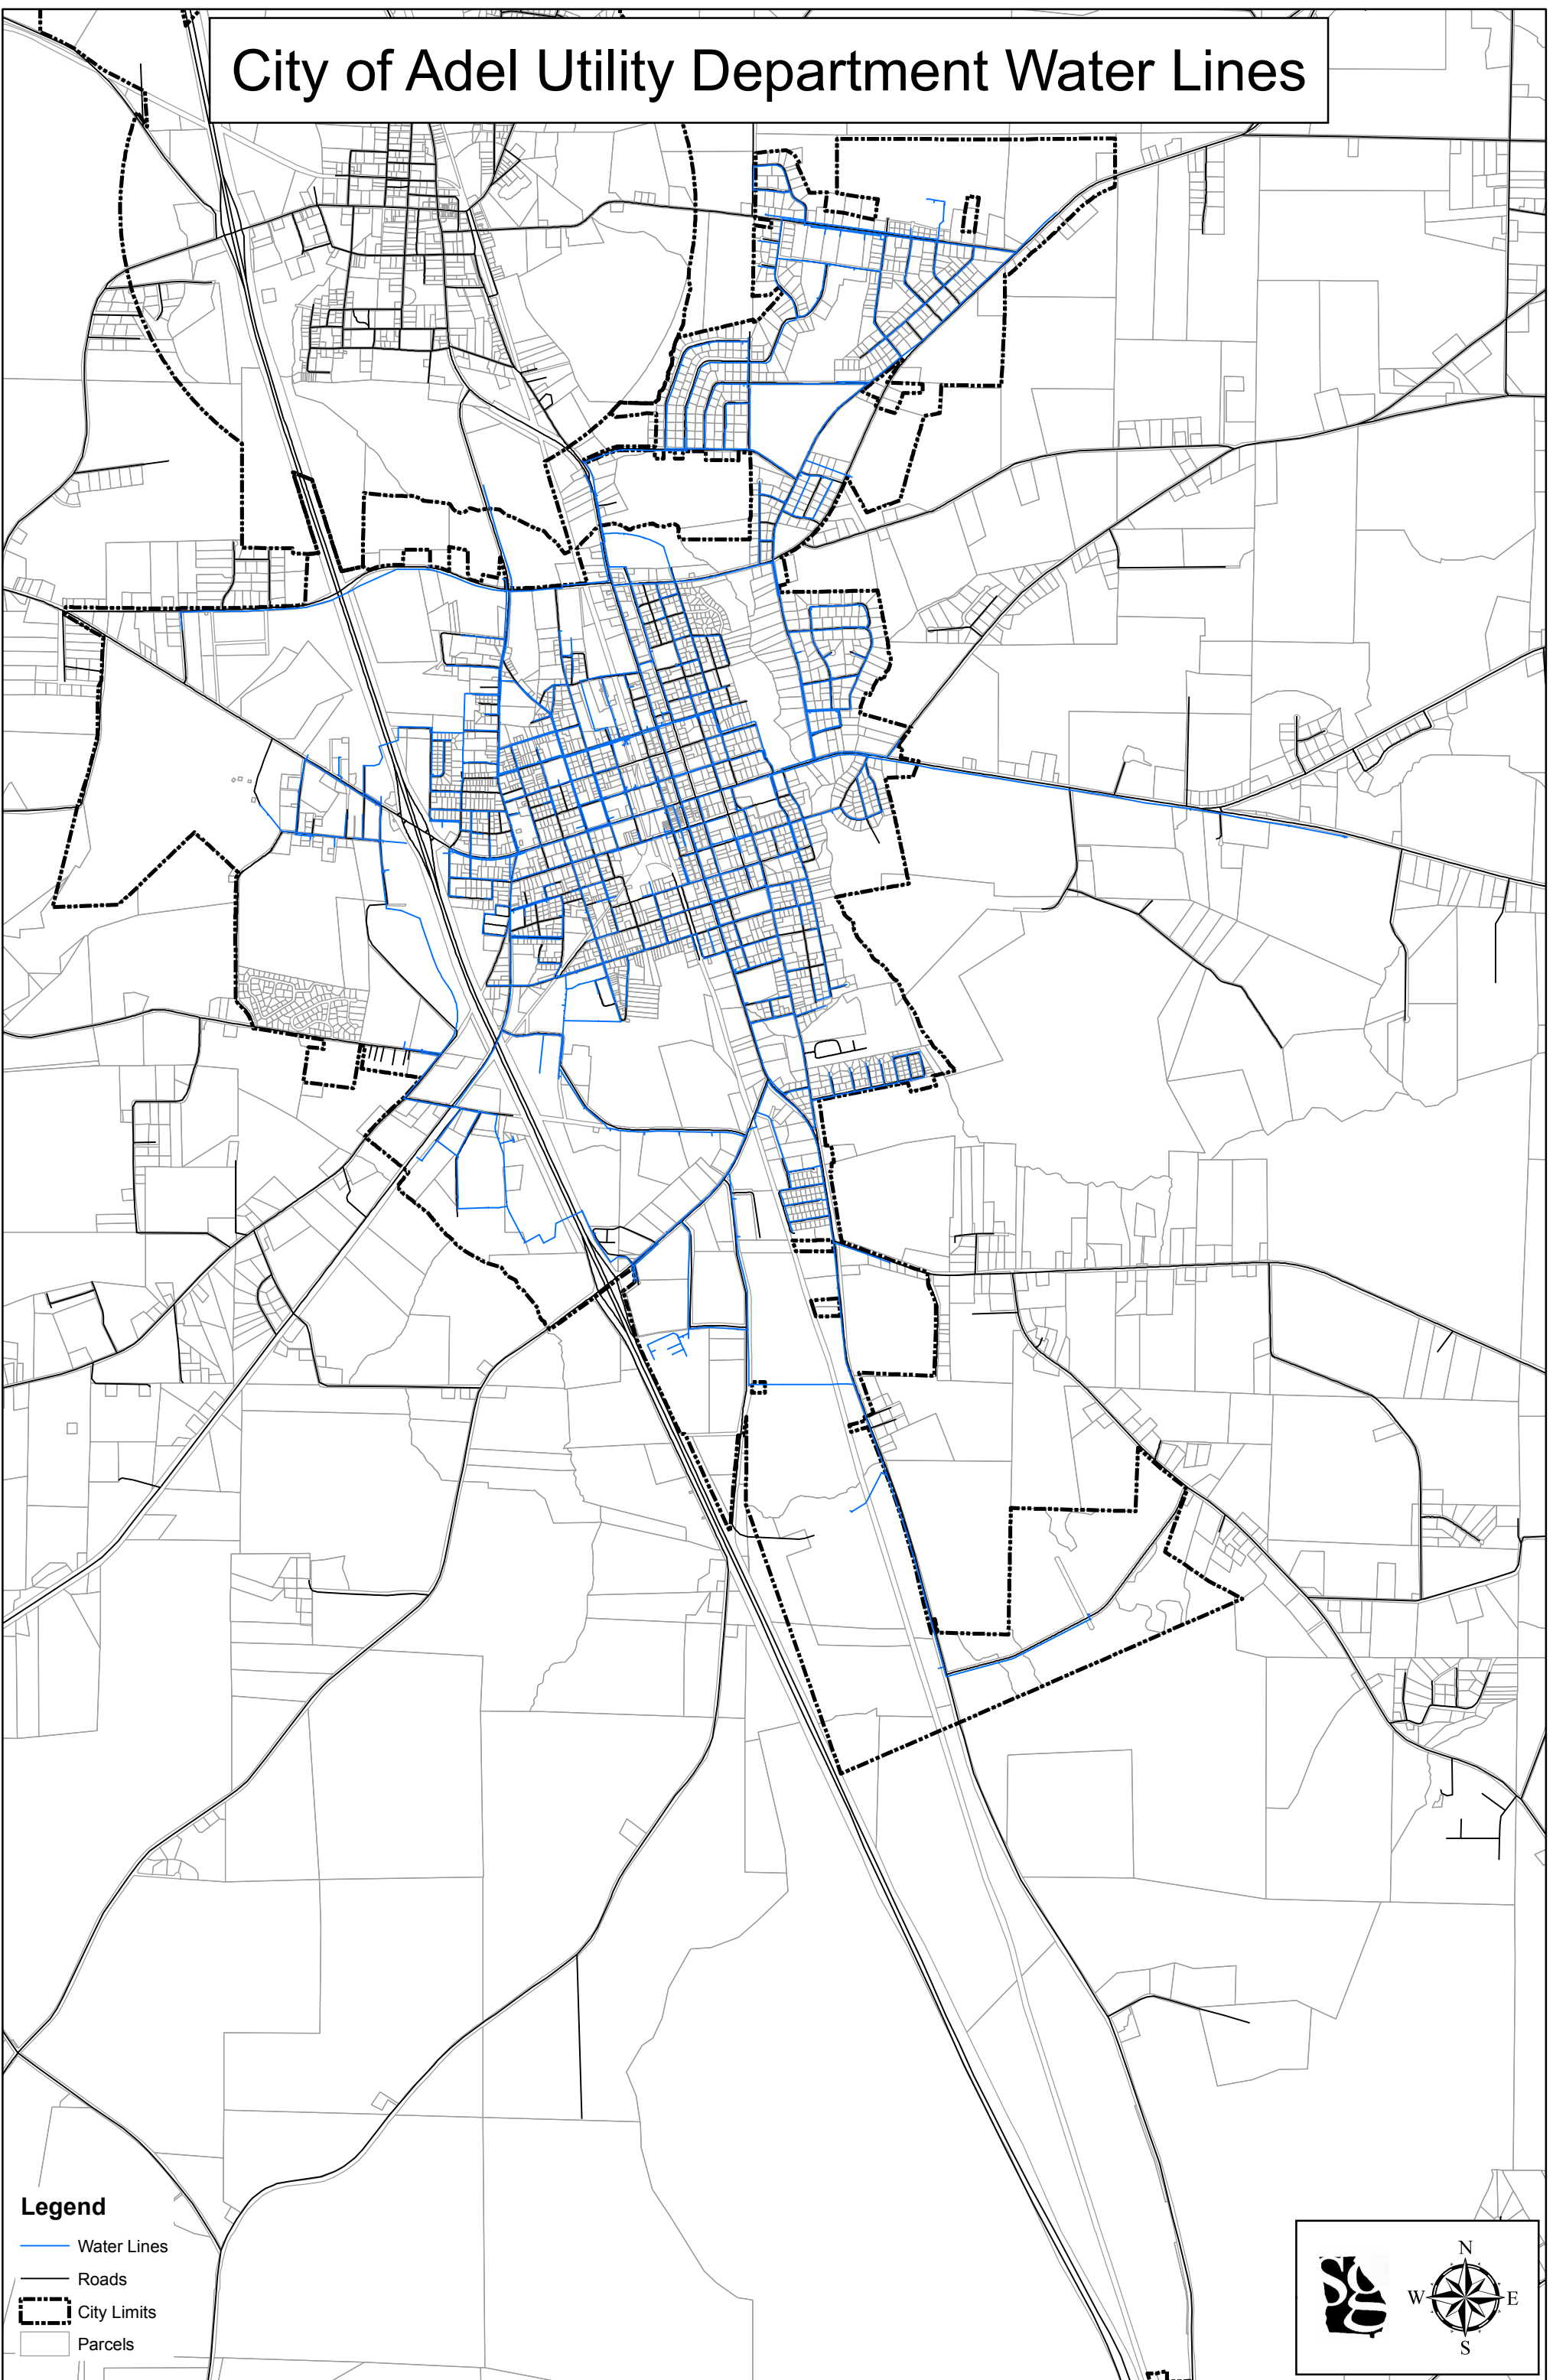 City of Adel Utility Department Water Lines
Legend
Water Lines
Roads
City Limits
Parcels
N
W
E
S